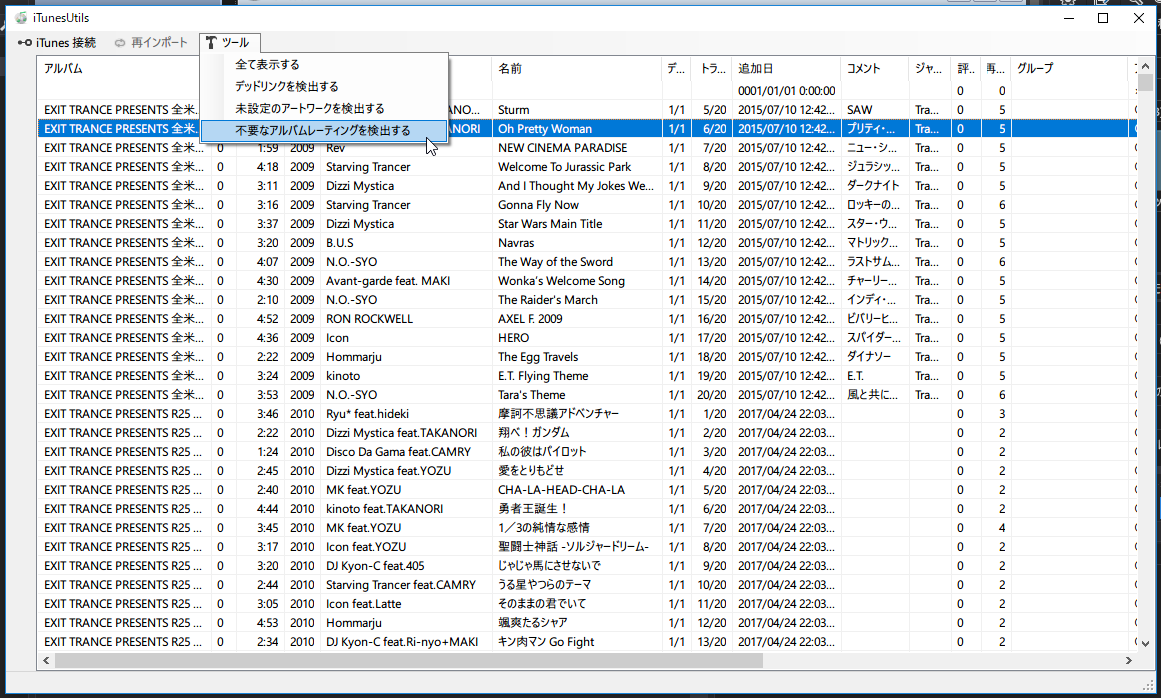 iTunesUtils
iTunes 接続 再インポート ツール
全て表示する
デッドリンクを検出する
未設定のアートワークを検出する
不要なアルバムレーティングを検出する
アルバム 名前 デ... トラ... 追加日 コメント ジャ... 評.. 再... グループ
0001/01/01 0:00:00 0 0
EXIT TRANCE PRESENTS 全米 Sturm 1/1 5/20 2015/07/10 12:42... SAW Tra... 0 5
EXIT TRANCE PRESENTS 全米 Oh Pretty Woman 1/1 6/20 2015/07/10 12:42... プリティ・... Tra... 0 5
EXIT TRANCE PRESENTS 全米... 0 1:59 2009 Rev NEW CINEMA PARADISE 1/1 7/20 2015/07/10 12:42... ニュー・シ... Tra... 0 5
EXIT TRANCE PRESENTS 全米... 0 4:18 2009 Starving Trancer Welcome To Jurassic Park 1/1 8/20 2015/07/10 12:42... ジュラシッ... Tra... 0 5
EXIT TRANCE PRESENTS 全米... 0 3:11 2009 Dizzi Mystica And I Thought My Jokes We... 1/1 9/20 2015/07/10 12:42... ダークナイト Tra... 0 5
EXIT TRANCE PRESENTS 全米... 0 3:16 2009 Starving Trancer Gonna Fly Now 1/1 10/20 2015/07/10 12:42... ロッキーの... Tra... 0 6
EXIT TRANCE PRESENTS 全米... 0 3:37 2009 Dizzi Mystica Star Wars Main Title 1/1 11/20 2015/07/10 12:42... スター・ウ... Tra... 0 5
EXIT TRANCE PRESENTS 全米... 0 3:20 2009 B.U.S Navras 1/1 12/20 2015/07/10 12:42... マトリック... Tra... 0 5
EXIT TRANCE PRESENTS 全米... 0 4:07 2009 N.O.-SYO The Way of the Sword 1/1 13/20 2015/07/10 12:42... ラストサム... Tra... 0 6
EXIT TRANCE PRESENTS 全米... 0 4:30 2009 Avant-garde feat. MAKI Wonka's Welcome Song 1/1 14/20 2015/07/10 12:42... チャーリー... Tra... 0 5
EXIT TRANCE PRESENTS 全米... 0 2:10 2009 N.O.-SYO The Raider's March 1/1 15/20 2015/07/10 12:42... インディ・... Tra... 0 5
EXIT TRANCE PRESENTS 全米... 0 4:52 2009 RON ROCKWELL AXEL F. 2009 1/1 16/20 2015/07/10 12:42... ビバリーヒ... Tra... 0 5
EXIT TRANCE PRESENTS 全米... 0 4:36 2009 Icon HERO 1/1 17/20 2015/07/10 12:42... スパイダー... Tra... 0 5
EXIT TRANCE PRESENTS 全米... 0 2:22 2009 Hommarju The Egg Travels 1/1 18/20 2015/07/10 12:42... ダイナソー Tra... 0 5
EXIT TRANCE PRESENTS 全米... 0 3:24 2009 kinoto E.T. Flying Theme 1/1 19/20 2015/07/10 12:42... E.T. Tra... 0 5
EXIT TRANCE PRESENTS 全米... 0 3:53 2009 N.O.-SYO Tara's Theme 1/1 20/20 2015/07/10 12:42... 風と共に... Tra... 0 6
EXIT TRANCE PRESENTS R25 ... 0 3:46 2010 Ryu* feat.hideki 摩訶不思議アドベンチャー 1/1 1/20 2017/04/24 22:03... 0 3
EXIT TRANCE PRESENTS R25 ... 0 2:22 2010 Dizzi Mystica feat.TAKANORI 翔べ！ガンダム 1/1 2/20 2017/04/24 22:03... 0 2
EXIT TRANCE PRESENTS R25 ... 0 1:24 2010 Disco Da Gama feat.CAMRY 私の彼はパイロット 1/1 3/20 2017/04/24 22:03... 0 2
EXIT TRANCE PRESENTS R25 ... 0 2:45 2010 Dizzi Mystica feat.YOZU 愛をとりもどせ 1/1 4/20 2017/04/24 22:03... 0 2
EXIT TRANCE PRESENTS R25 ... 0 2:40 2010 MK feat.YOZU CHA-LA-HEAD-CHA-LA 1/1 5/20 2017/04/24 22:03... 0 2
EXIT TRANCE PRESENTS R25 ... 0 4:44 2010 kinoto feat.TAKANORI 勇者王誕生！ 1/1 6/20 2017/04/24 22:03... 0 2
EXIT TRANCE PRESENTS R25 ... 0 3:45 2010 MK feat.YOZU 1／3の純情な感情 1/1 7/20 2017/04/24 22:03... 0 4
EXIT TRANCE PRESENTS R25 ... 0 3:17 2010 Icon feat.YOZU 聖闘士神話 -ソルジャードリーム- 1/1 8/20 2017/04/24 22:03... 0 2
EXIT TRANCE PRESENTS R25 ... 0 3:20 2010 DJ Kyon-C feat.405 じゃじゃ馬にさせないで 1/1 9/20 2017/04/24 22:03... 0 2
EXIT TRANCE PRESENTS R25 ... 0 2:44 2010 Starving Trancer feat.CAMRY うる星やつらのテーマ 1/1 10/20 2017/04/24 22:03... 0 2
EXIT TRANCE PRESENTS R25 ... 0 3:05 2010 Icon feat.Latte そのままの君でいて 1/1 11/20 2017/04/24 22:03... 0 2
EXIT TRANCE PRESENTS R25 ... 0 4:53 2010 Hommarju 颯爽たるシャア 1/1 12/20 2017/04/24 22:03... 0 2
EXIT TRANCE PRESENTS R25 ... 0 2:34 2010 DJ Kyon-C feat.Ri-nyo+MAKI キン肉マン Go Fight 1/1 13/20 2017/04/24 22:03... 0 2